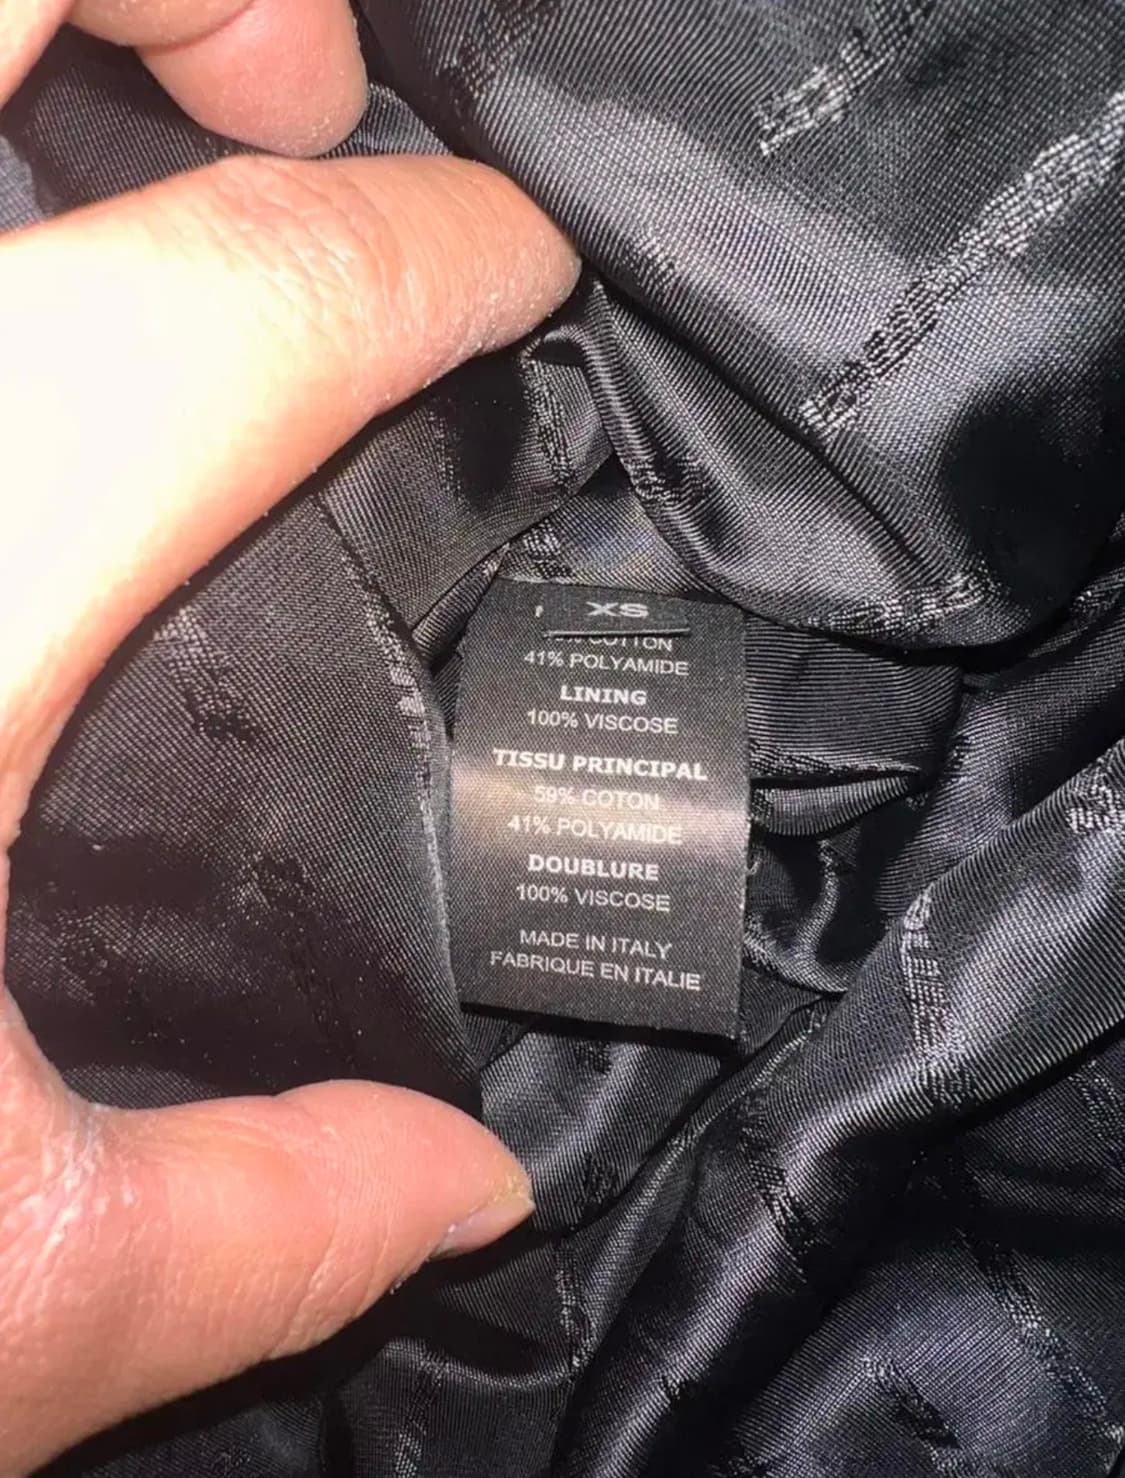 XS
COTTON
41% POLYAMIDE
LINING
100% VISCOSE
TISSU PRINCIPAL
59% COTON
41% POLYAMIDE
DOUBLURE
100% VISCOSE
MADE IN ITALY
FABRIQUE EN ITALIE